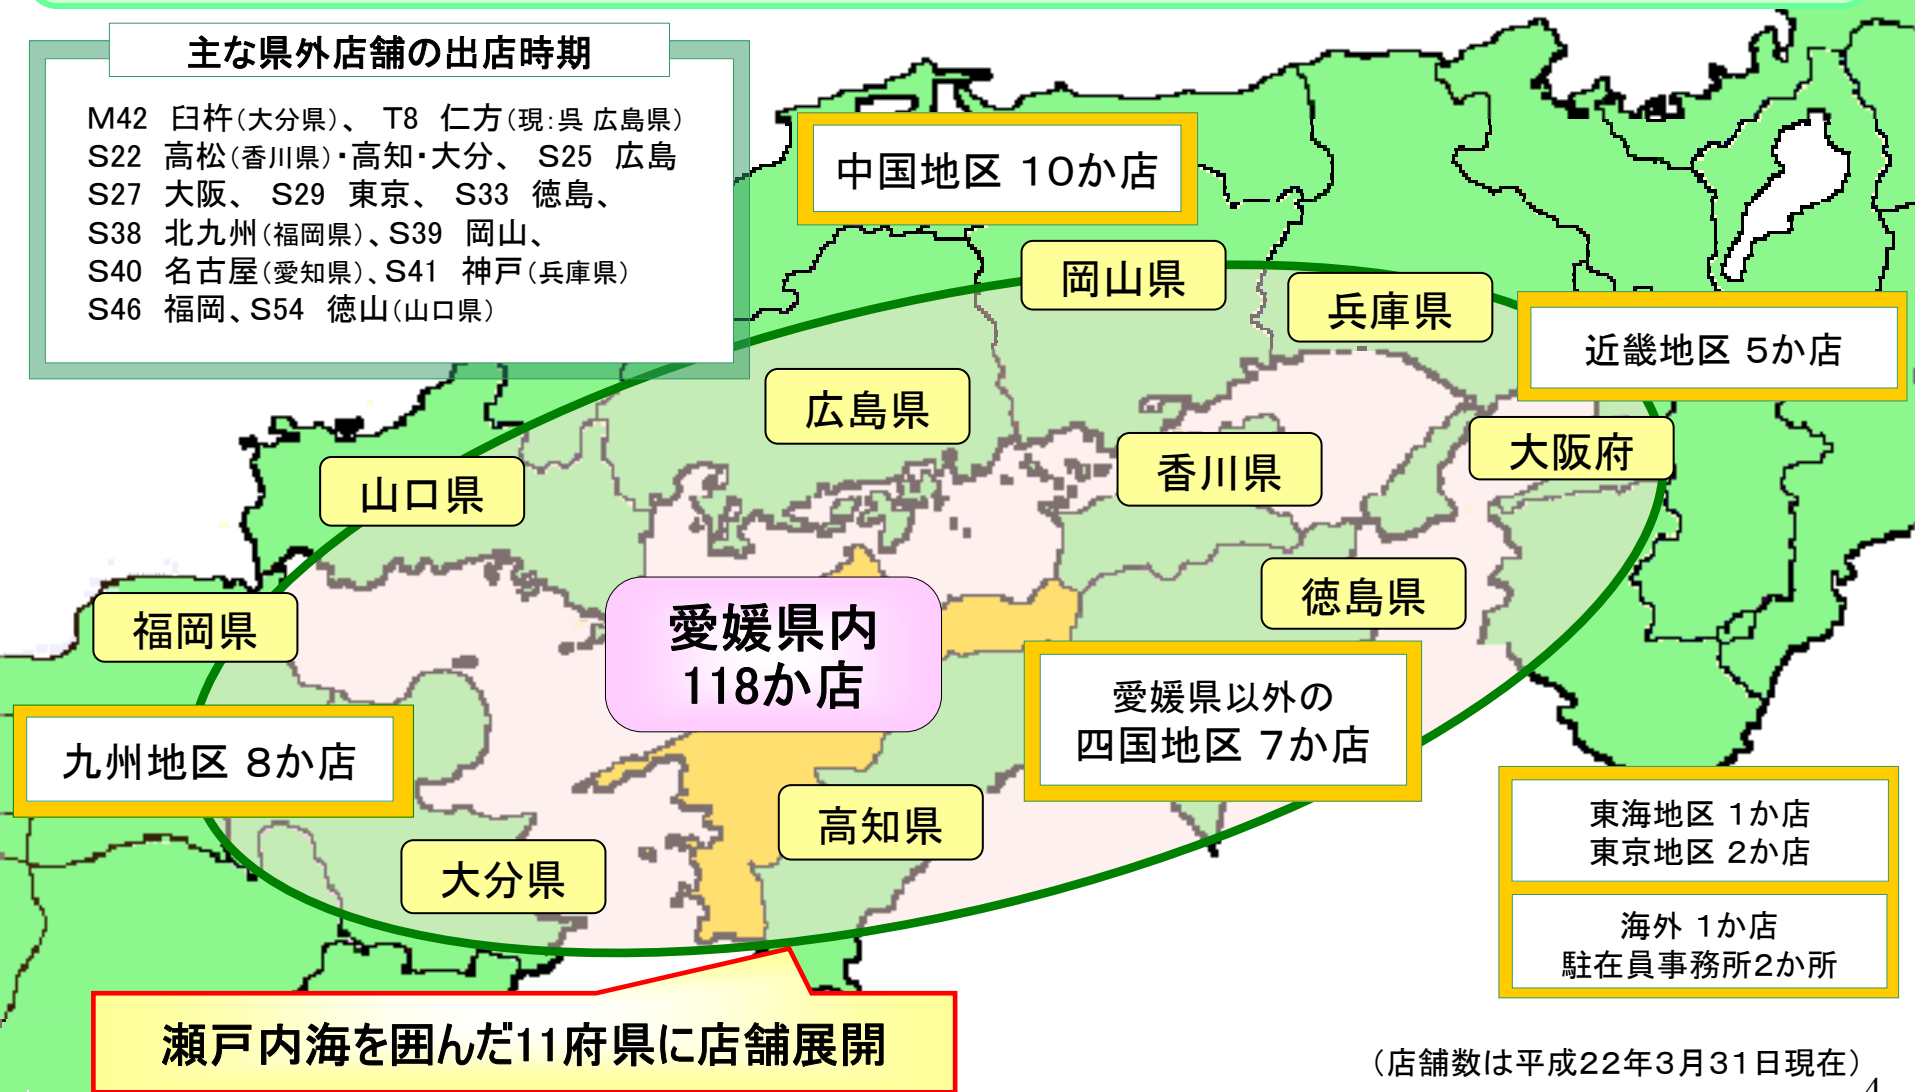 主な県外店舗の出店時期
M42 臼杵(大分県)、 T8 仁方(現:呉 広島県)
S22 高松(香川県)・高知・大分、 S25 広島
S27 大阪、 S29 東京、 S33 徳島、
S38 北九州(福岡県)、S39 岡山、
S40 名古屋(愛知県)、S41 神戸(兵庫県)
S46 福岡、S54 徳山(山口県)
中国地区 10か店
岡山県
兵庫県
近畿地区 5か店
広島県
大阪府
香川県
山口県
徳島県
福岡県
愛媛県内
118か店
愛媛県以外の
四国地区 7か店
九州地区 8か店
高知県
大分県
東海地区 1か店
東京地区 2か店
海外 1か店
駐在員事務所2か所
瀬戸内海を囲んだ11府県に店舗展開
(店舗数は平成22年3月31日現在)
4